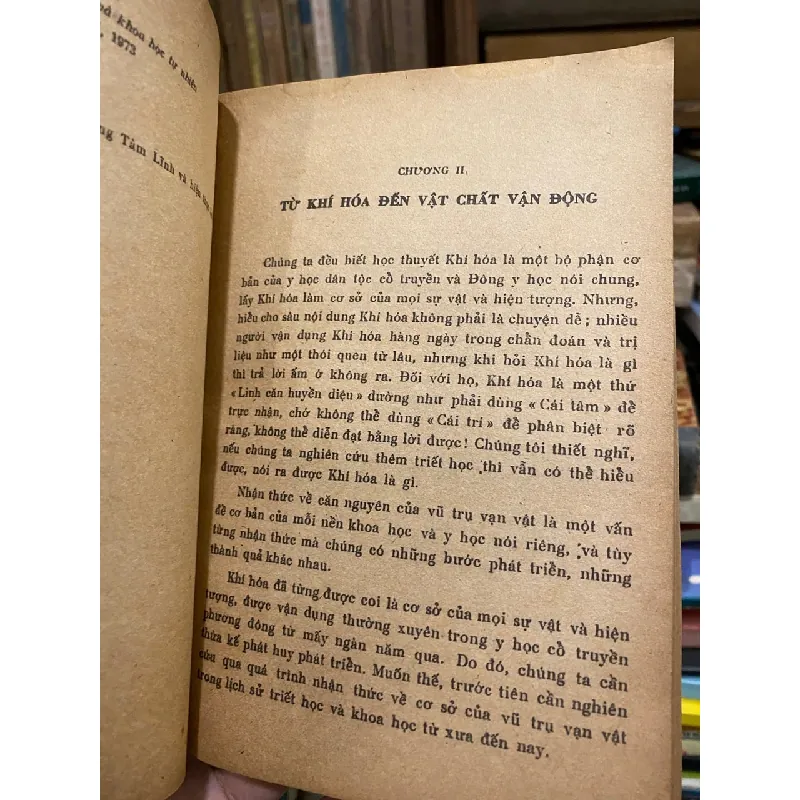 và khoa học tự nhiên
1973
ng Tâm Lĩnh và hiện
CHƯƠNG II
TỪ KHÍ HÓA ĐẾN VẬT CHẤT VẬN ĐỘNG
Chúng ta đều biết học thuyết Khí hóa là một bộ phận cơ
bản của y học dân tộc cổ truyền và Đông y học nói chung,
lấy Khí hóa làm cơ sở của mọi sự vật và hiện tượng. Nhưng,
hiểu cho sâu nội dung Khí hóa không phải là chuyện dễ ; nhiều
người vận dụng Khí hóa hàng ngày trong chẩn đoán và trị
liệu như một thói quen từ lâu, nhưng khi hỏi Khí hóa là gì
thì trả lời ấm ở không ra. Đối với họ, Khí hóa là một thứ
« Linh căn huyền diệu » dường như phải dùng « Cái tâm » để
trực nhận, chớ không thể dùng « Cái trí » để phân biệt rõ
ràng, không thể diễn đạt bằng lời được ! Chúng tôi thiết nghĩ,
nếu chúng ta nghiên cứu thêm triết học thì vẫn có thể hiểu
được, nói ra được Khí hóa là gì.
Nhận thức về căn nguyên của vũ trụ vạn vật là một vấn
đề cơ bản của mỗi nền khoa học và y học nói riêng, và tùy
từng nhận thức mà chúng có những bước phát triển, những
thành quả khác nhau.
Khí hóa đã từng được coi là cơ sở của mọi sự vật và hiện
tượng, được vận dụng thường xuyên trong y học cổ truyền
phương đông từ mấy ngàn năm qua. Do đó, chúng ta cần
thừa kế phát huy phát triển. Muốn thế, trước tiên cần nghiên
cứu qua quá trình nhận thức về cơ sở của vũ trụ vạn vật
trong lịch sử triết học và khoa học từ xưa đến nay.